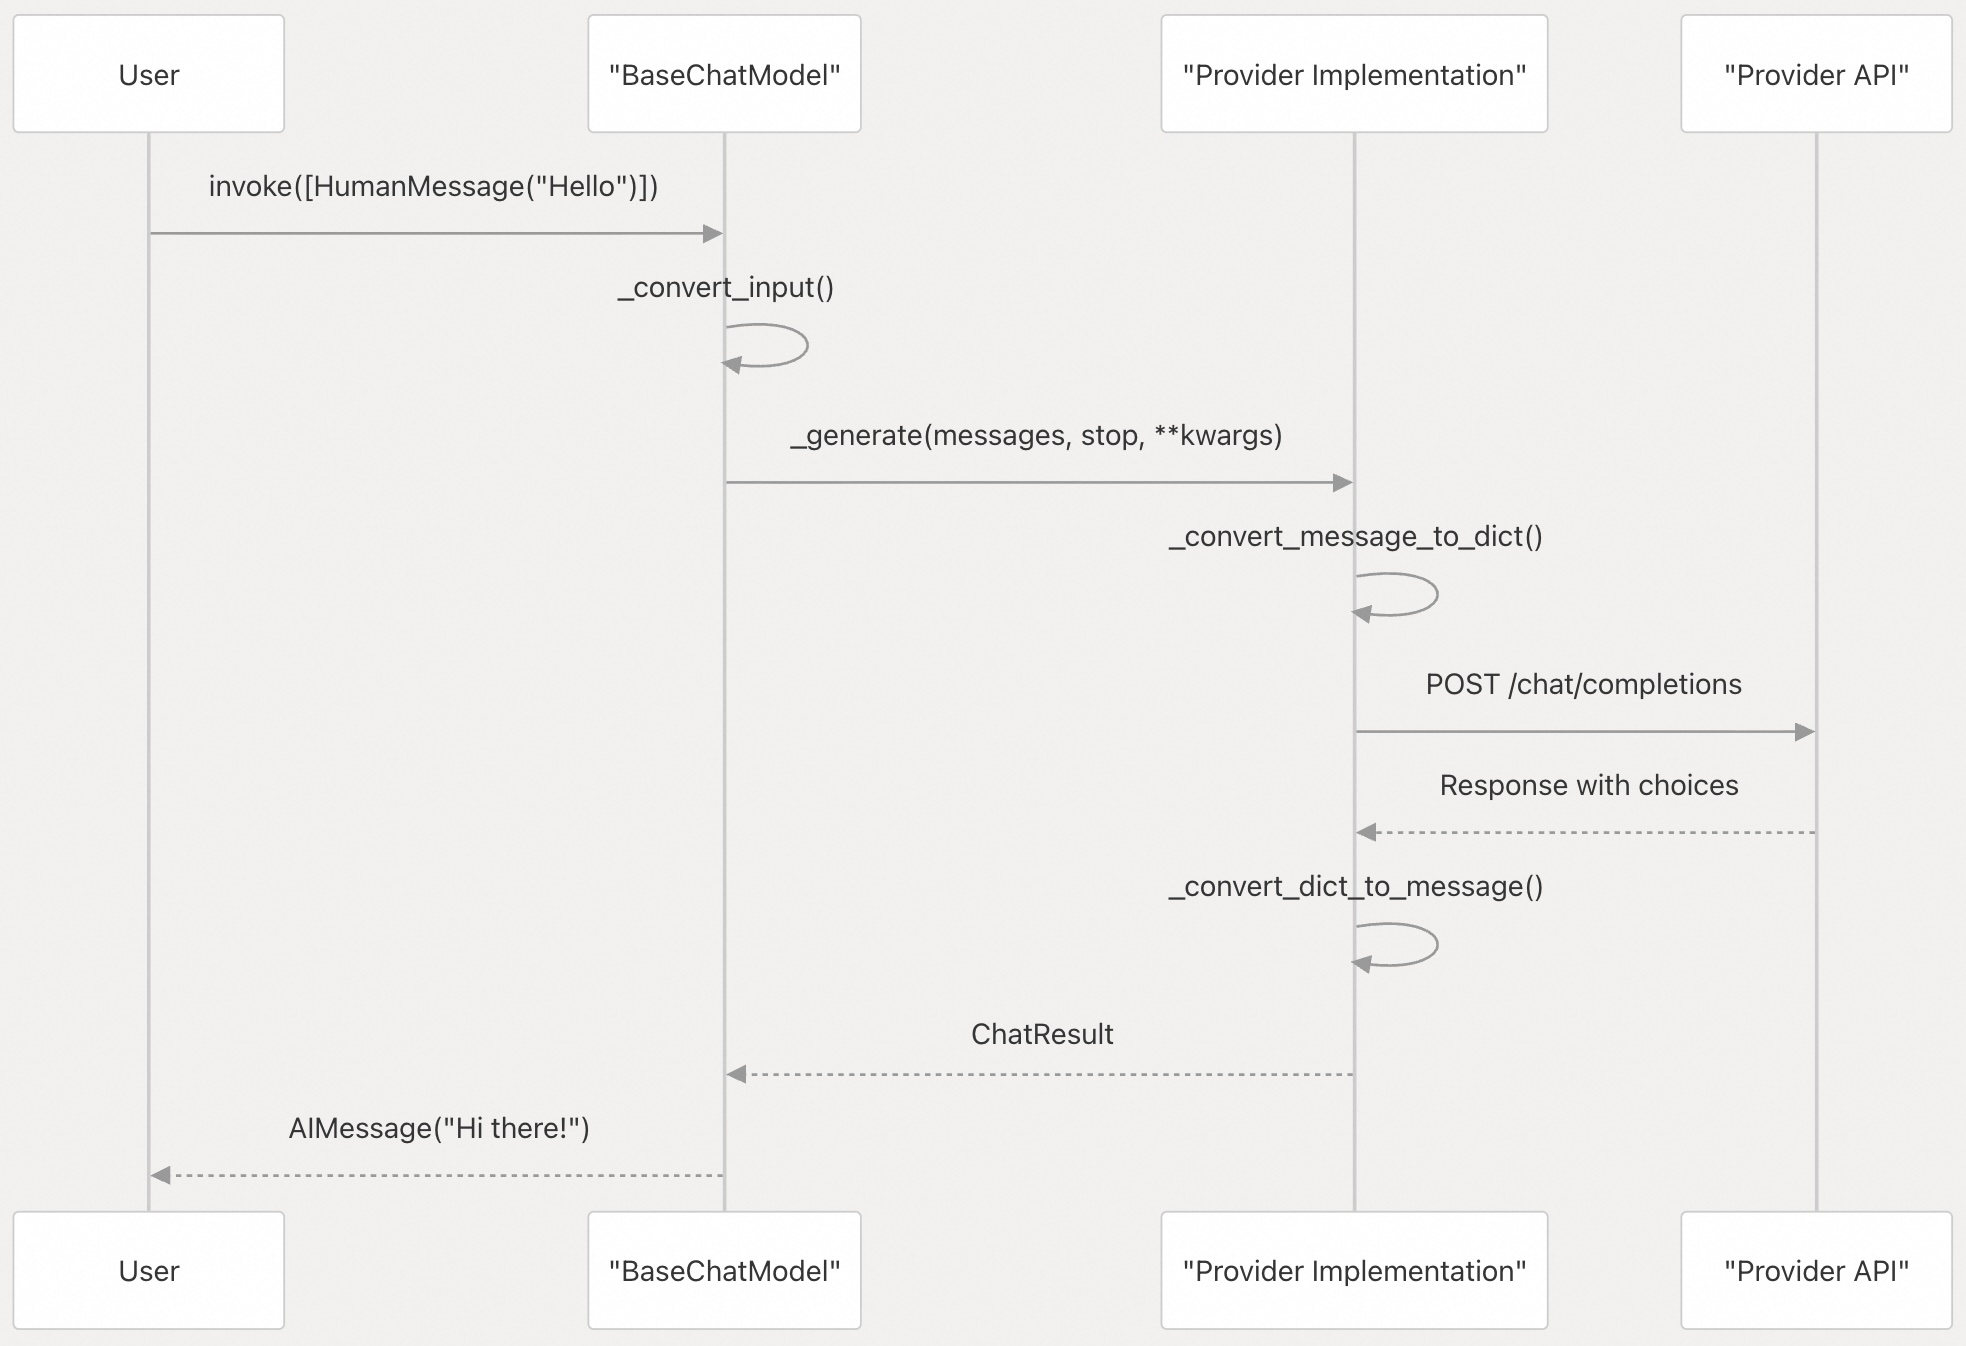 User
"BaseChatModel"
"Provider Implementation"
"Provider API"
invoke([HumanMessage("Hello")])
_convert_input()
_generate(messages, stop, **kwargs)
_convert_message_to_dict()
POST /chat/completions
Response with choices
_convert_dict_to_message()
ChatResult
AIMessage("Hi there!")
User
"BaseChatModel"
"Provider Implementation"
"Provider API"